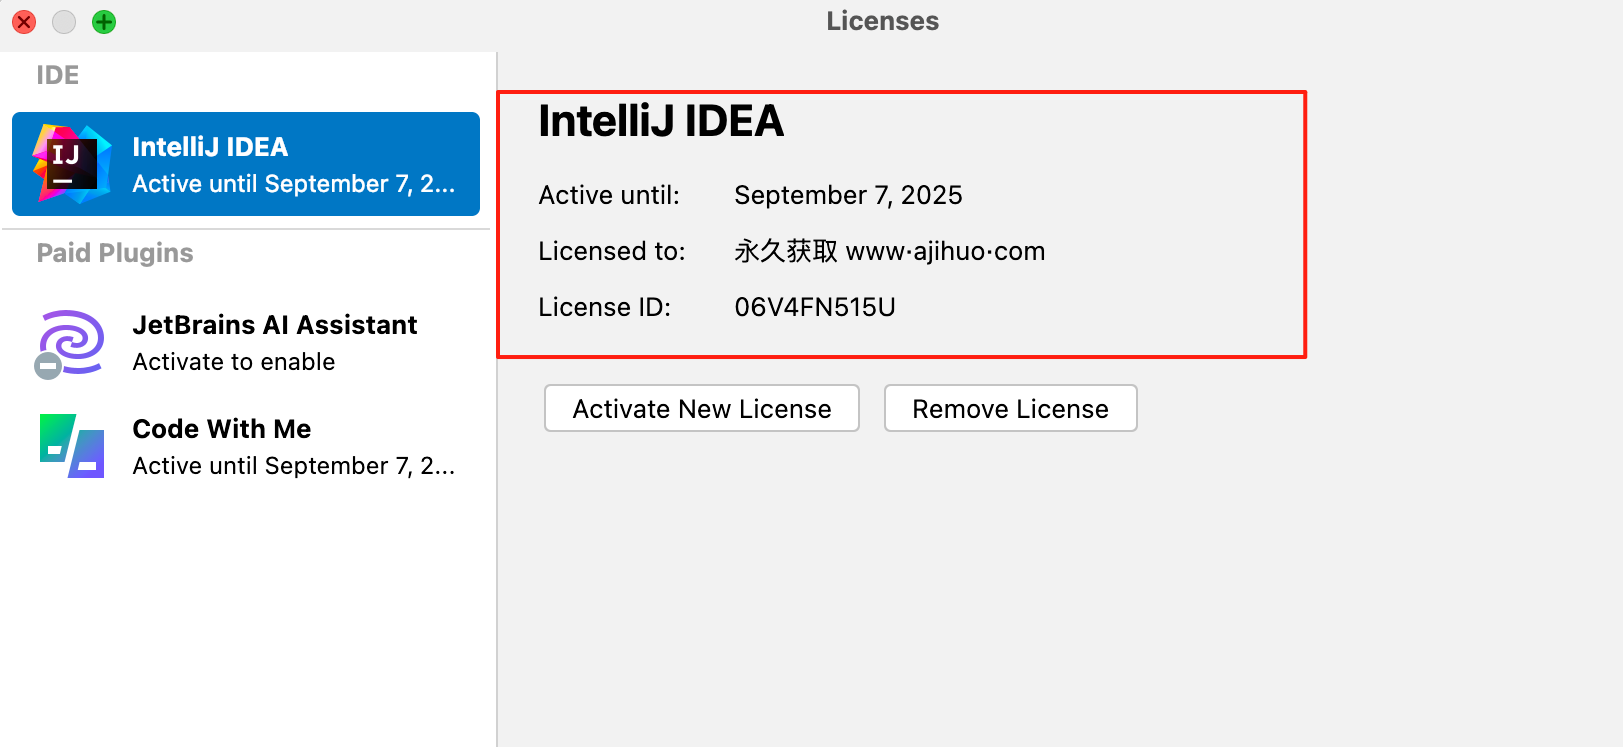 Licenses
IDE
IJ
IntelliJ IDEA
Active until September 7, 2...
Paid Plugins
JetBrains AI Assistant
Activate to enable
Code With Me
Active until September 7, 2...
IntelliJ IDEA
Active until: September 7, 2025
Licensed to: 永久获取 www·ajihuo·com
License ID: 06V4FN515U
Activate New License Remove License